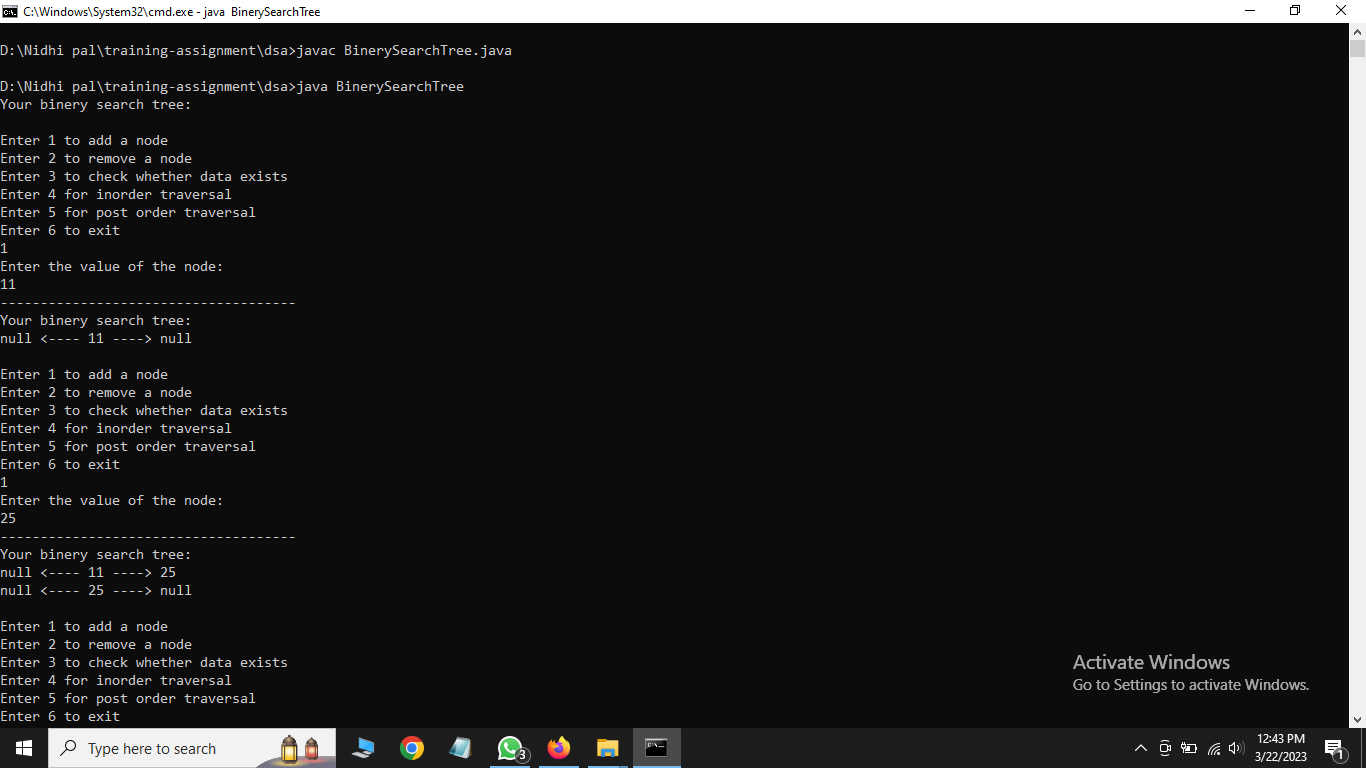 C:\Windows\System32\cmd.exe - java  BinerySearchTree
D:\Nidhi pal\training-assignment\dsa>javac BinerySearchTree.java
D:\Nidhi pal\training-assignment\dsa>java BinerySearchTree
Your binery search tree:
Enter 1 to add a node
Enter 2 to remove a node
Enter 3 to check whether data exists
Enter 4 for inorder traversal
Enter 5 for post order traversal
Enter 6 to exit
1
Enter the value of the node:
11
-------------------------------------
Your binery search tree:
null <---- 11 ----> null
Enter 1 to add a node
Enter 2 to remove a node
Enter 3 to check whether data exists
Enter 4 for inorder traversal
Enter 5 for post order traversal
Enter 6 to exit
1
Enter the value of the node:
25
-------------------------------------
Your binery search tree:
null <---- 11 ----> 25
null <---- 25 ----> null
Enter 1 to add a node
Enter 2 to remove a node
Enter 3 to check whether data exists
Enter 4 for inorder traversal
Enter 5 for post order traversal
Enter 6 to exit
Activate Windows
Go to Settings to activate Windows.
Type here to search
3
12:43 PM
3/22/2023
1